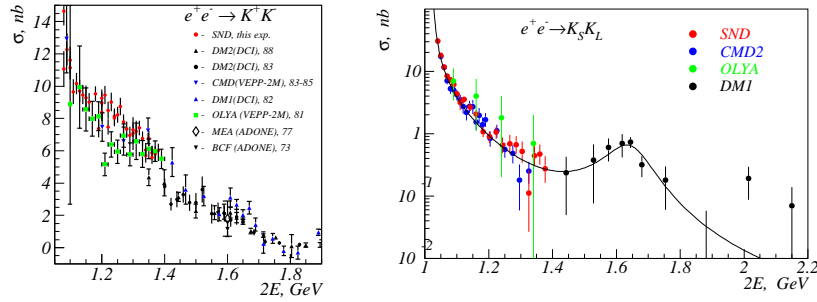 e⁺e⁻→ K⁺K⁻
σ, nb
14
12
10
8
6
4
2
0
SND, this exp.
DM2(DCI), 88
DM2(DCI), 83
CMD(VEPP-2M), 83-85
DM1(DCI), 82
OLYA (VEPP-2M), 81
MEA (ADONE), 77
BCF (ADONE), 73
1.2 1.4 1.6 1.8
2E, GeV
e⁺e⁻→K_SK_L
σ, nb
10
1
10⁻¹
10⁻²
SND
CMD2
OLYA
DM1
1 1.2 1.4 1.6 1.8 2 2.2
2E, GeV